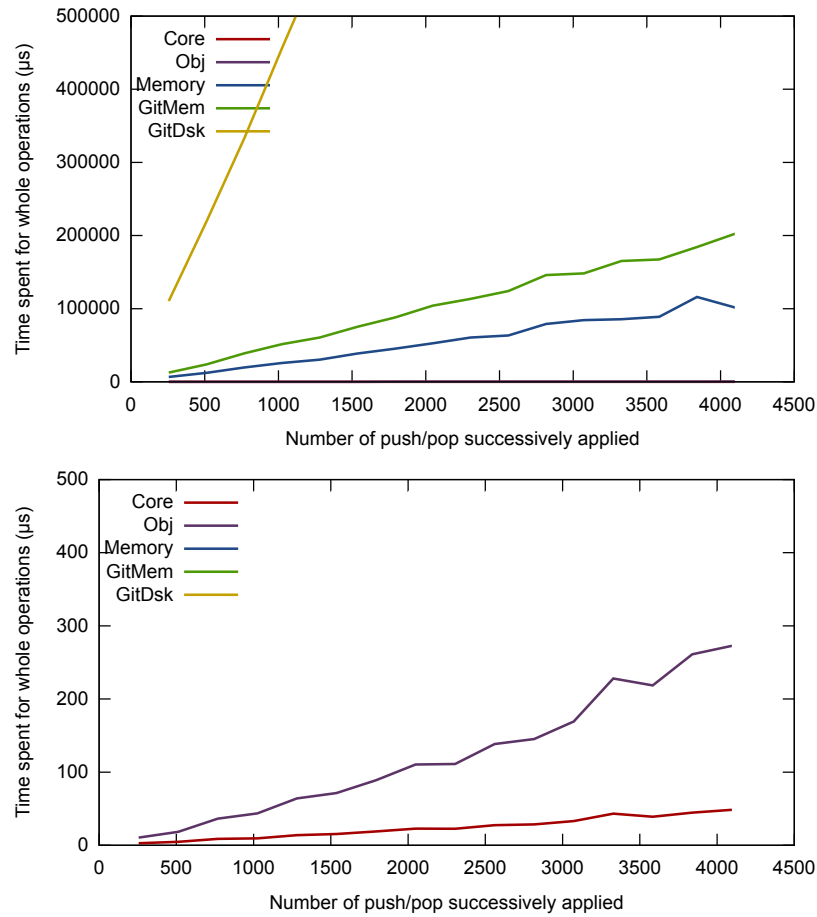 500000
400000
300000
200000
100000
0
Time spent for whole operations (µs)
Core
Obj
Memory
GitMem
GitDsk
0 500 1000 1500 2000 2500 3000 3500 4000 4500
Number of push/pop successively applied
500
400
300
200
100
0
Time spent for whole operations (µs)
Core
Obj
Memory
GitMem
GitDsk
0 500 1000 1500 2000 2500 3000 3500 4000 4500
Number of push/pop successively applied